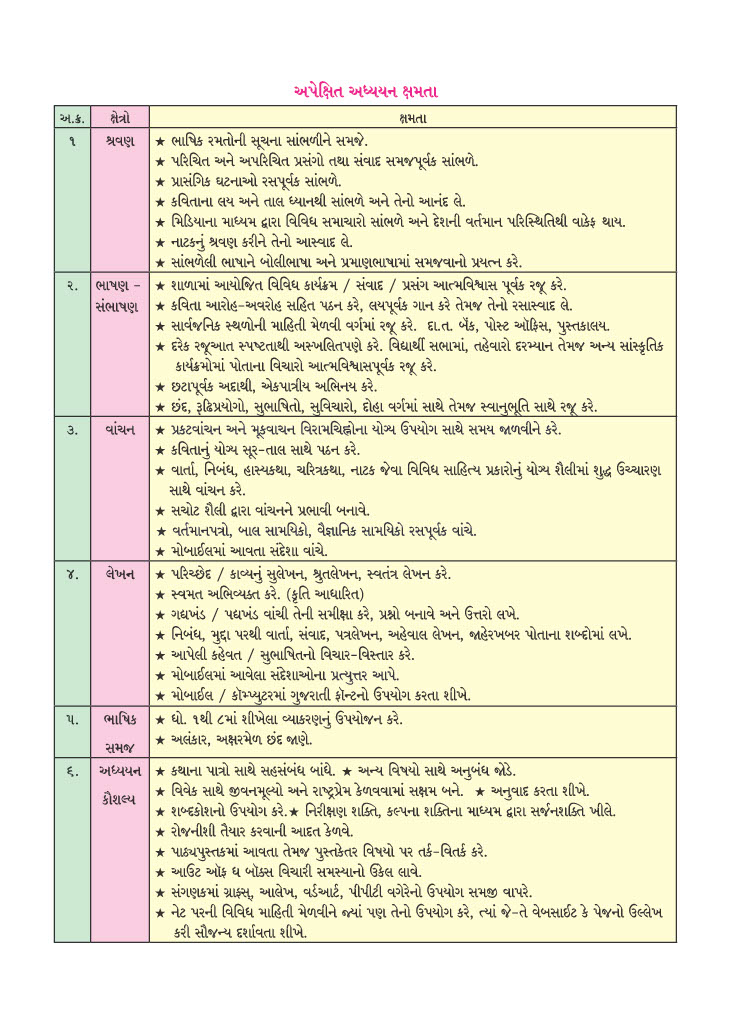 અપેક્ષિત અધ્યયન ક્ષમતા
અ.ક્ર. ક્ષેત્રો ક્ષમતા
૧ શ્રવણ ★ ભાષિક રમતોની સૂચના સાંભળીને સમજે.
★ પરિચિત અને અપરિચિત પ્રસંગો તથા સંવાદ સમજપૂર્વક સાંભળે.
★ પ્રાસંગિક ઘટનાઓ રસપૂર્વક સાંભળે.
★ કવિતાના લય અને તાલ ધ્યાનથી સાંભળે અને તેનો આનંદ લે.
★ મિડિયાના માધ્યમ દ્વારા વિવિધ સમાચારો સાંભળે અને દેશની વર્તમાન પરિસ્થિતિથી વાકેફ થાય.
★ નાટકનું શ્રવણ કરીને તેનો આસ્વાદ લે.
★ સાંભળેલી ભાષાને બોલીભાષા અને પ્રમાણભાષામાં સમજવાનો પ્રયત્ન કરે.
૨. ભાષણ – ★ શાળામાં આયોજિત વિવિધ કાર્યક્રમ / સંવાદ / પ્રસંગ આત્મવિશ્વાસ પૂર્વક રજૂ કરે.
સંભાષણ ★ કવિતા આરોહ-અવરોહ સહિત પઠન કરે, લયપૂર્વક ગાન કરે તેમજ તેનો રસાસ્વાદ લે.
★ સાર્વજનિક સ્થળોની માહિતી મેળવી વર્ગમાં રજૂ કરે. દા.ત. બૅંક, પોસ્ટ ઑફિસ, પુસ્તકાલય.
★ દરેક રજૂઆત સ્પષ્ટતાથી અસ્ખલિતપણે કરે. વિદ્યાર્થી સભામાં, તહેવારો દરમ્યાન તેમજ અન્ય સાંસ્કૃતિક
કાર્યક્રમોમાં પોતાના વિચારો આત્મવિશ્વાસપૂર્વક રજૂ કરે.
★ છટાપૂર્વક અદાથી, એકપાત્રીય અભિનય કરે.
★ છંદ, રૂઢિપ્રયોગો, સુભાષિતો, સુવિચારો, દોહા વર્ગમાં સાથે તેમજ સ્વાનુભૂતિ સાથે રજૂ કરે.
૩. વાંચન ★ પ્રકટવાંચન અને મૂકવાચન વિરામચિહ્નોના યોગ્ય ઉપયોગ સાથે સમય જાળવીને કરે.
★ કવિતાનું યોગ્ય સૂર-તાલ સાથે પઠન કરે.
★ વાર્તા, નિબંધ, હાસ્યકથા, ચરિત્રકથા, નાટક જેવા વિવિધ સાહિત્ય પ્રકારોનું યોગ્ય શૈલીમાં શુદ્ધ ઉચ્ચારણ
સાથે વાંચન કરે.
★ સચોટ શૈલી દ્વારા વાંચનને પ્રભાવી બનાવે.
★ વર્તમાનપત્રો, બાલ સામયિકો, વૈજ્ઞાનિક સામયિકો રસપૂર્વક વાંચે.
★ મોબાઈલમાં આવતા સંદેશા વાંચે.
૪. લેખન ★ પરિચ્છેદ / કાવ્યનું સુલેખન, શ્રુતલેખન, સ્વતંત્ર લેખન કરે.
★ સ્વમત અભિવ્યક્ત કરે. (કૃતિ આધારિત)
★ ગદ્યખંડ / પદ્યખંડ વાંચી તેની સમીક્ષા કરે, પ્રશ્નો બનાવે અને ઉત્તરો લખે.
★ નિબંધ, મુદ્દા પરથી વાર્તા, સંવાદ, પત્રલેખન, અહેવાલ લેખન, જાહેરખબર પોતાના શબ્દોમાં લખે.
★ આપેલી કહેવત / સુભાષિતનો વિચાર-વિસ્તાર કરે.
★ મોબાઈલમાં આવેલા સંદેશાઓના પ્રત્યુત્તર આપે.
★ મોબાઈલ / કૉમ્પ્યુટરમાં ગુજરાતી ફૉન્ટનો ઉપયોગ કરતા શીખે.
૫. ભાષિક ★ ધો. ૧થી ૮માં શીખેલા વ્યાકરણનું ઉપયોજન કરે.
સમજ ★ અલંકાર, અક્ષરમેળ છંદ જાણે.
૬. અધ્યયન ★ કથાના પાત્રો સાથે સહસંબંધ બાંધે. ★ અન્ય વિષયો સાથે અનુબંધ જોડે.
કૌશલ્ય ★ વિવેક સાથે જીવનમૂલ્યો અને રાષ્ટ્રપ્રેમ કેળવવામાં સક્ષમ બને. ★ અનુવાદ કરતા શીખે.
★ શબ્દકોશનો ઉપયોગ કરે.★ નિરીક્ષણ શક્તિ, કલ્પના શક્તિના માધ્યમ દ્વારા સર્જનશક્તિ ખીલે.
★ રોજનીશી તૈયાર કરવાની આદત કેળવે.
★ પાઠ્યપુસ્તકમાં આવતા તેમજ પુસ્તકેતર વિષયો પર તર્ક-વિતર્ક કરે.
★ આઉટ ઑફ ધ બૉક્સ વિચારી સમસ્યાનો ઉકેલ લાવે.
★ સંગણકમાં ગ્રાફ્સ, આલેખ, વર્ડઆર્ટ, પીપીટી વગેરેનો ઉપયોગ સમજી વાપરે.
★ નેટ પરની વિવિધ માહિતી મેળવીને જ્યાં પણ તેનો ઉપયોગ કરે, ત્યાં જે-તે વેબસાઈટ કે પેજનો ઉલ્લેખ
કરી સૌજન્ય દર્શાવતા શીખે.